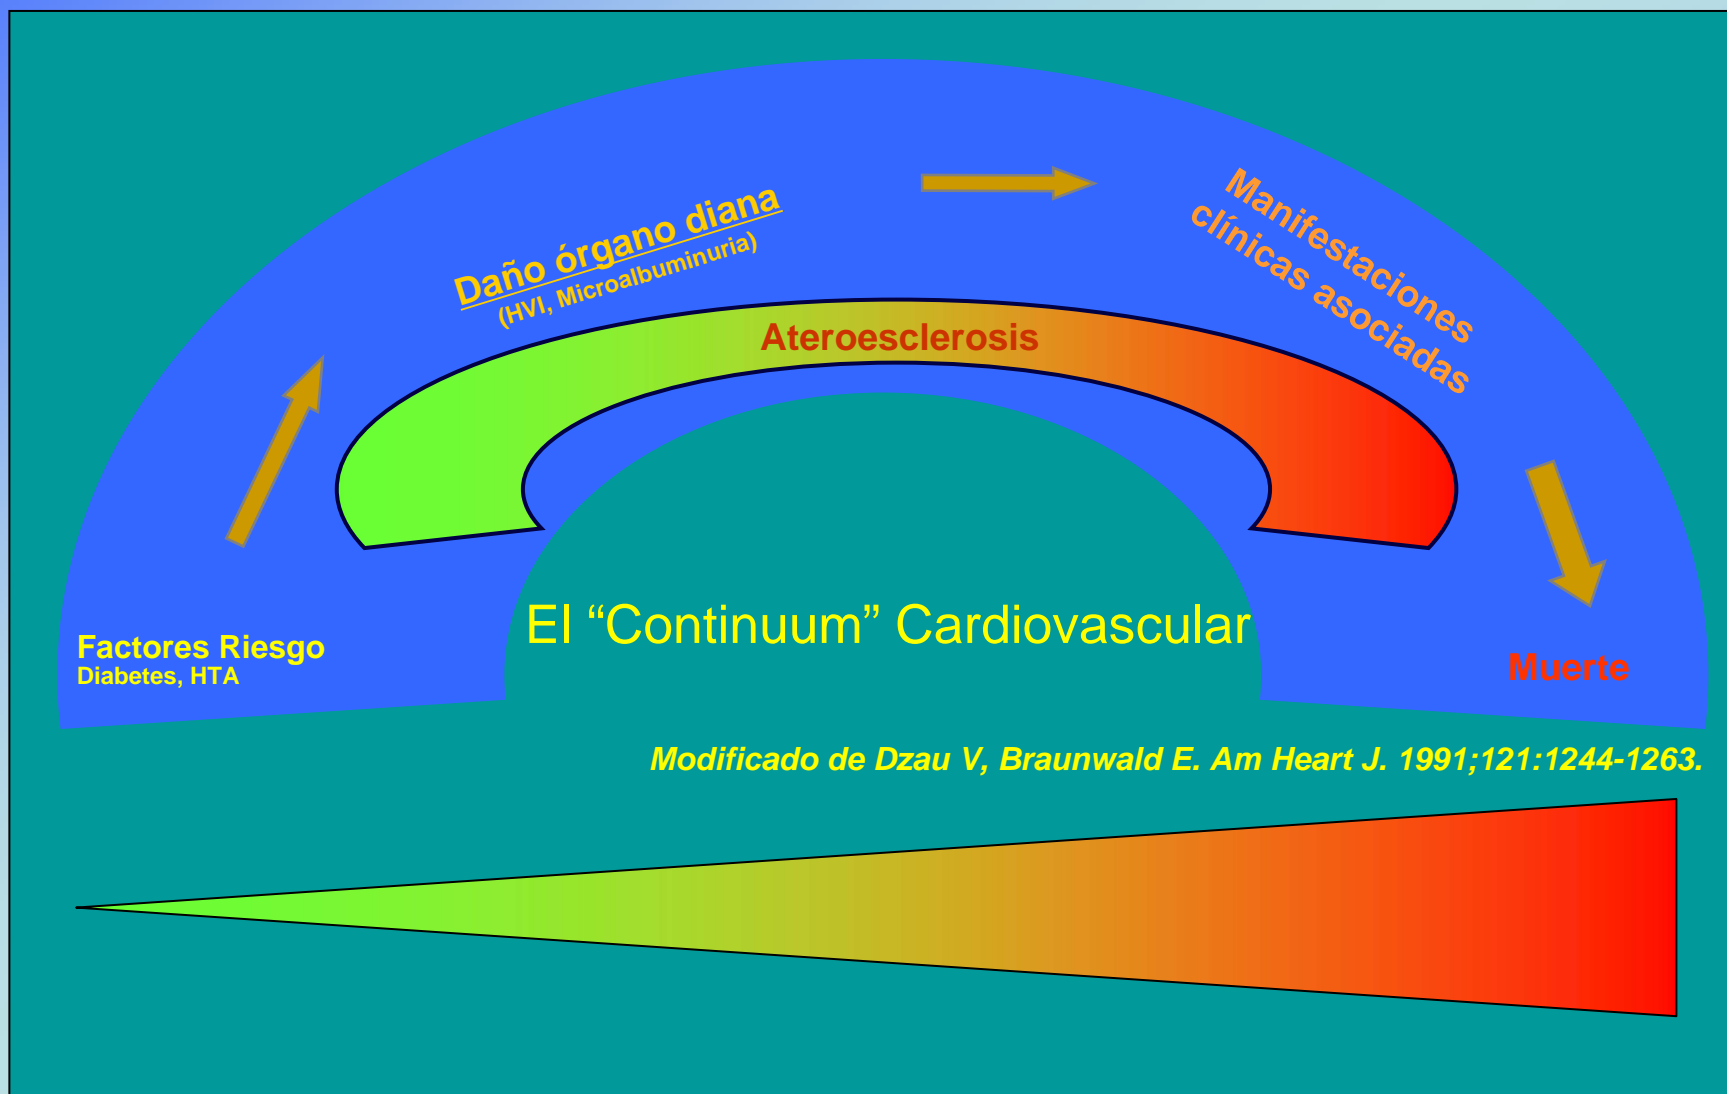 Daño órgano diana
(HVI, Microalbuminuria)
Manifestaciones
clínicas asociadas
Ateroesclerosis
El “Continuum” Cardiovascular
Factores Riesgo
Diabetes, HTA
Muerte
Modificado de Dzau V, Braunwald E. Am Heart J. 1991;121:1244-1263.